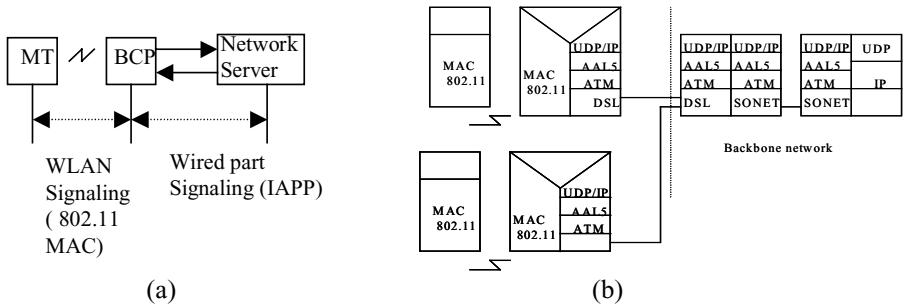 MT
BCP
Network
Server
WLAN
Signaling
( 802.11
MAC)
Wired part
Signaling (IAPP)
(a)
MAC
802.11
MAC
802.11
UDP/IP
AAL5
ATM
DSL
UDP/IP
AAL5
ATM
DSL
UDP/IP
AAL5
ATM
SONET
UDP/IP
AAL5
ATM
SONET
UDP
IP
Backbone network
MAC
802.11
MAC
802.11
UDP/IP
AAL5
ATM
(b)